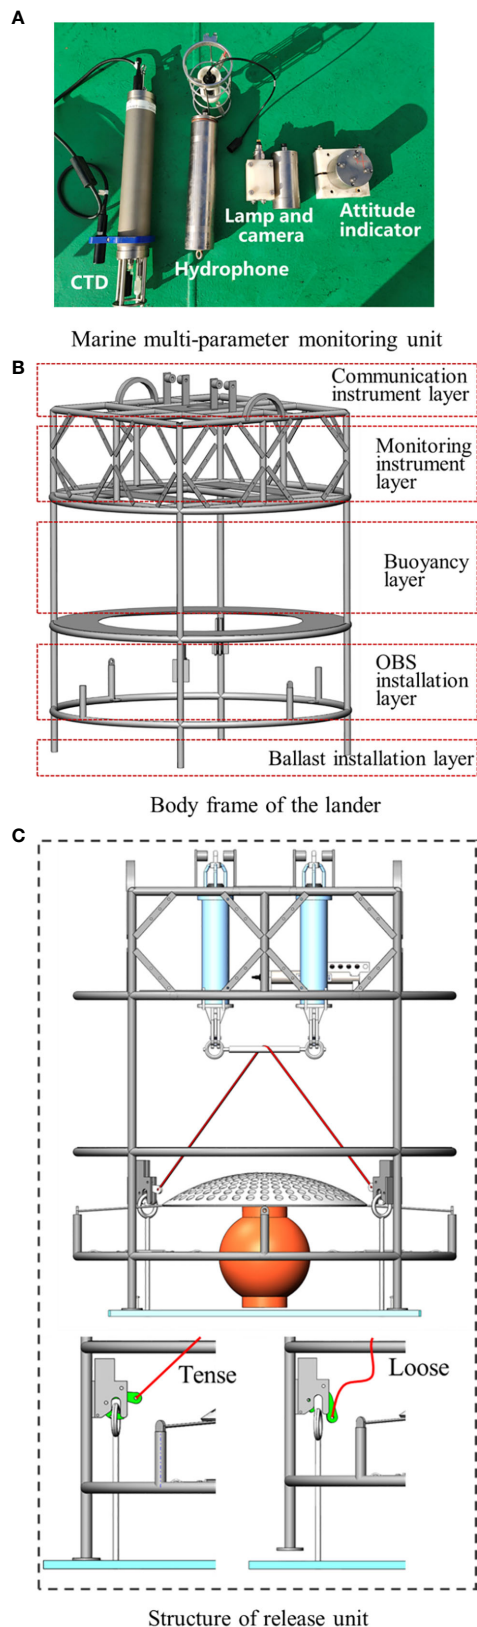 A
CTD
Hydrophone
Lamp and
camera
Attitude
indicator
Marine multi-parameter monitoring unit
B
Communication
instrument layer
Monitoring
instrument
layer
Buoyancy
layer
OBS
installation
layer
Ballast installation layer
Body frame of the lander
C
Tense
Loose
Structure of release unit